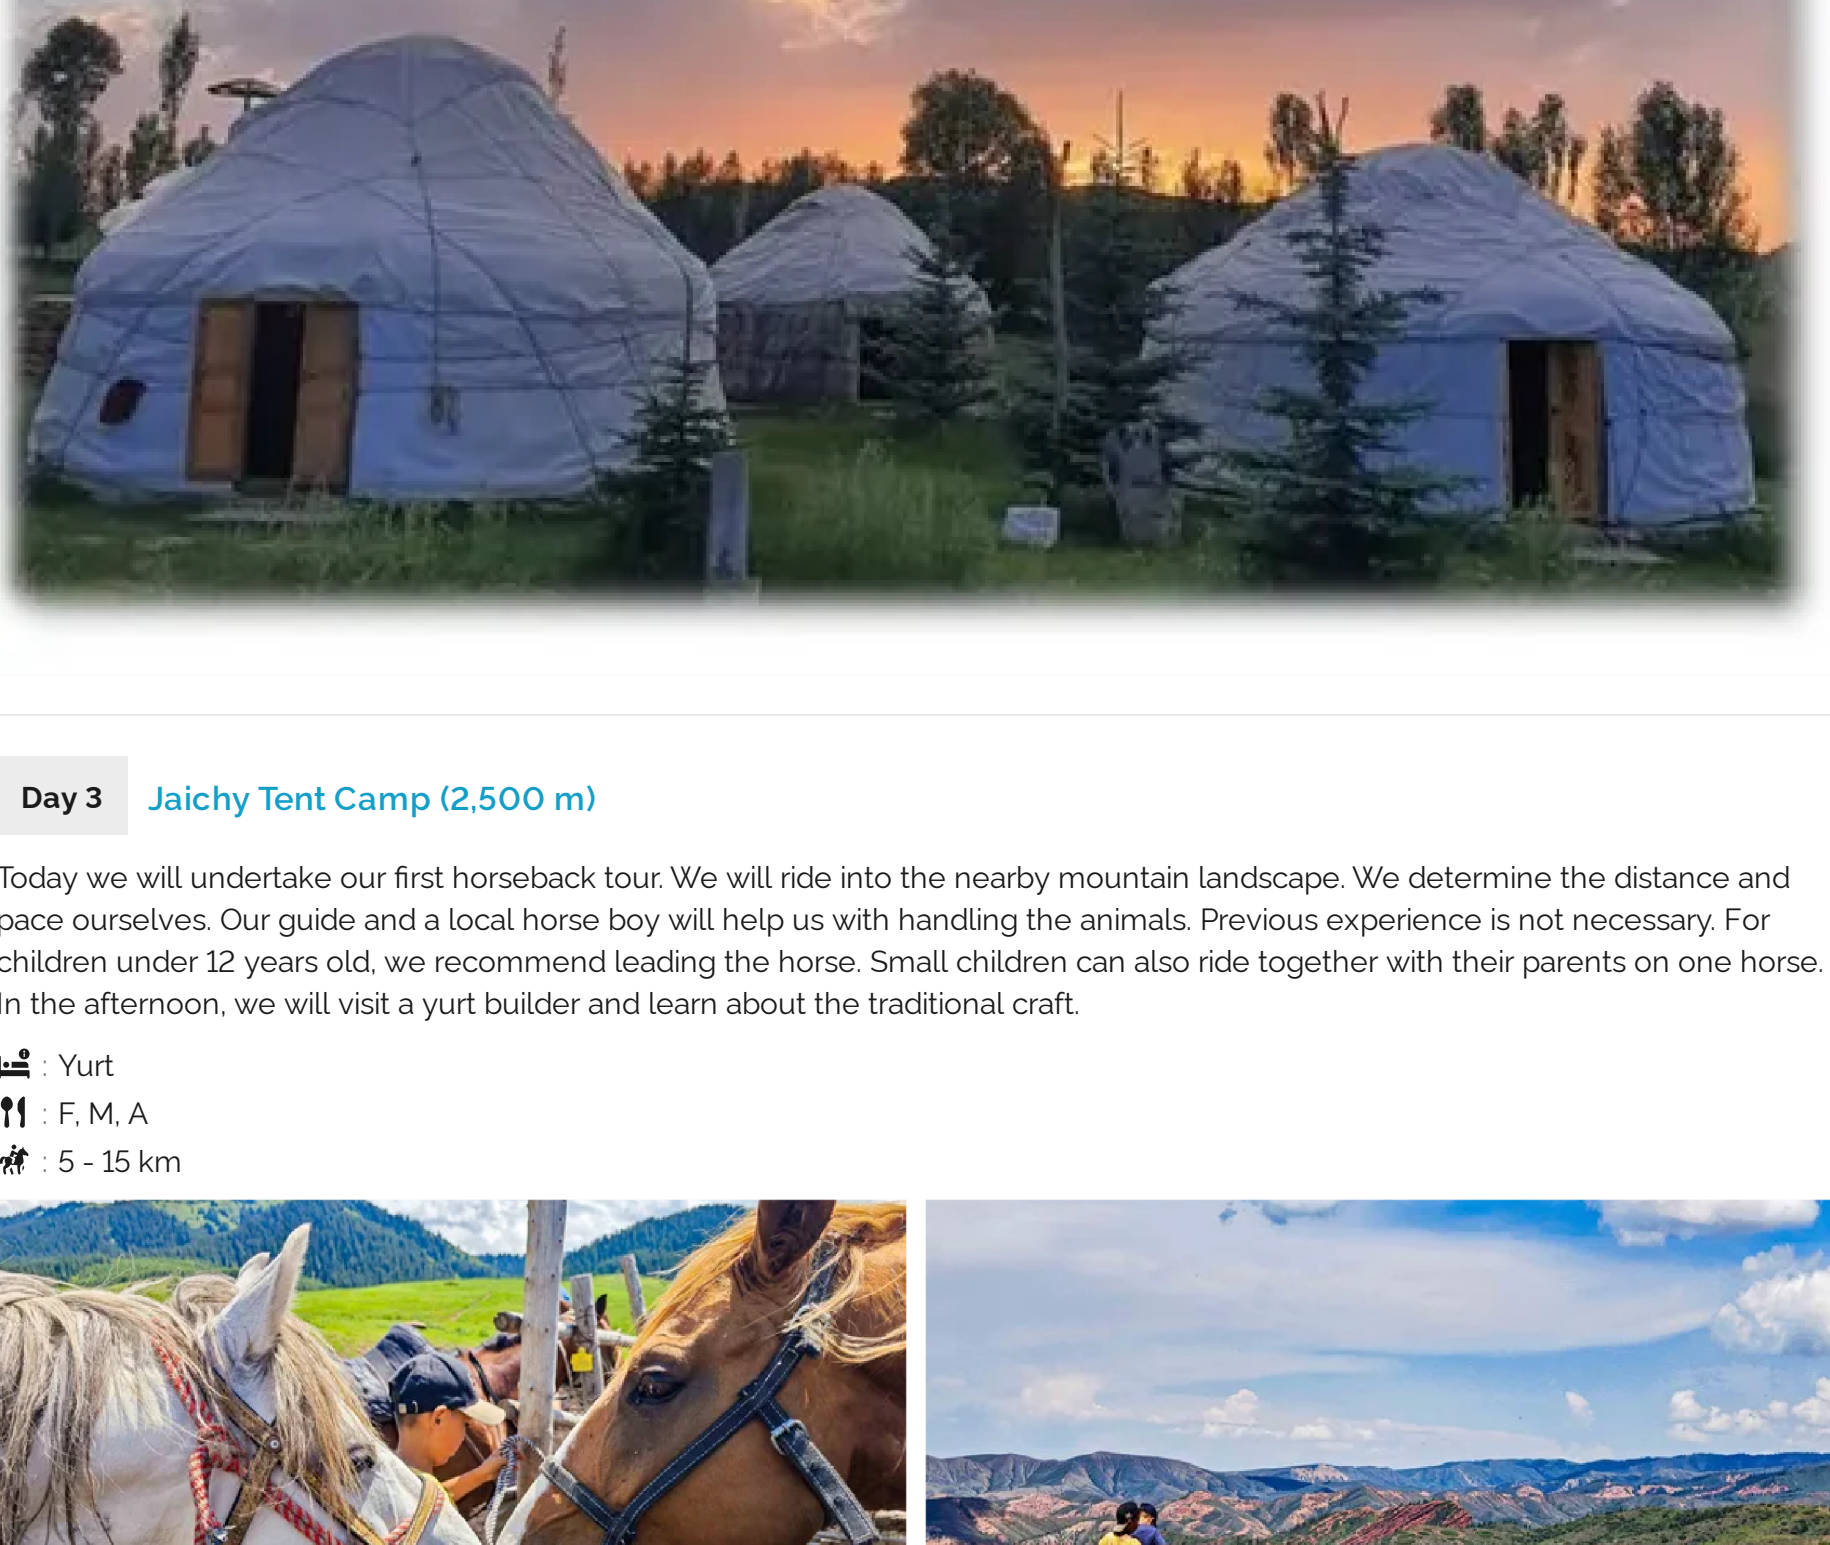 Day 3
Jaichy Tent Camp (2,500 m)
Today we will undertake our first horseback tour. We will ride into the nearby mountain landscape. We determine the distance and
pace ourselves. Our guide and a local horse boy will help us with handling the animals. Previous experience is not necessary. For
children under 12 years old, we recommend leading the horse. Small children can also ride together with their parents on one horse.
In the afternoon, we will visit a yurt builder and learn about the traditional craft.
: Yurt
: F, M, A
: 5 - 15 km